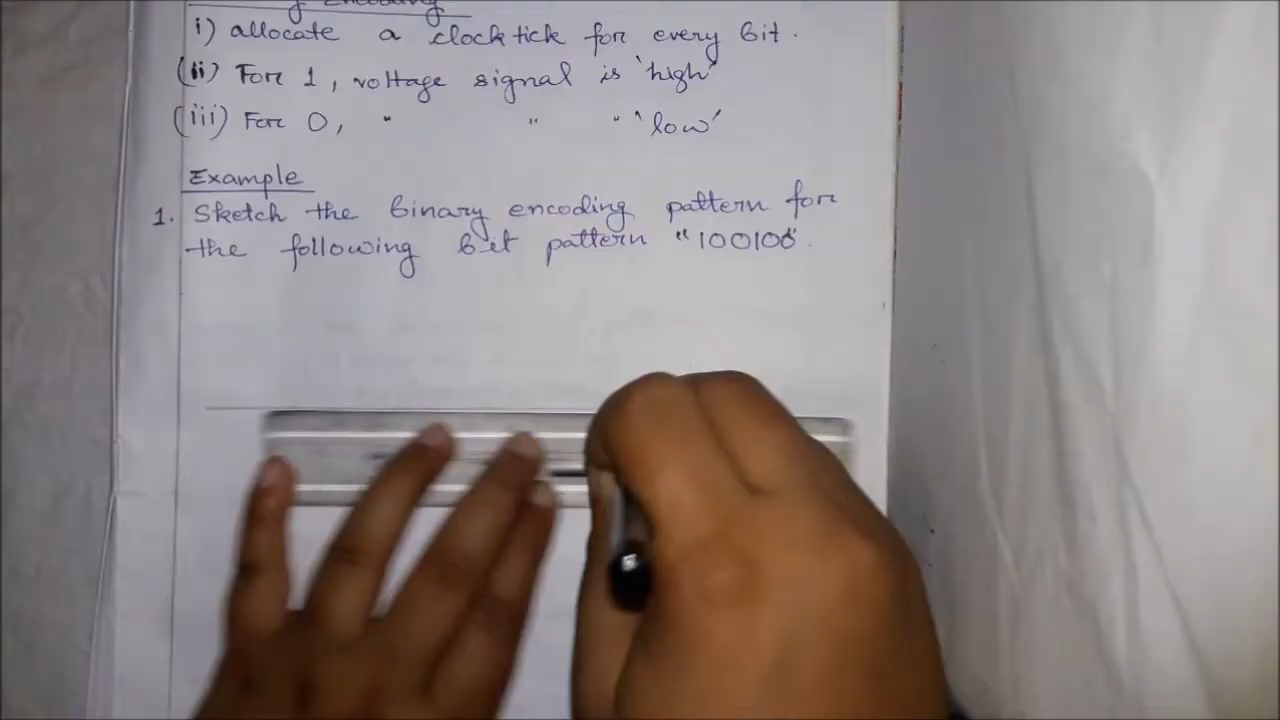 i) allocate a clock tick for every bit.
(ii) For 1, voltage signal is 'high'
(iii) For 0, " " " 'low'
Example
1. Sketch the binary encoding pattern for
the following bit pattern "100100".